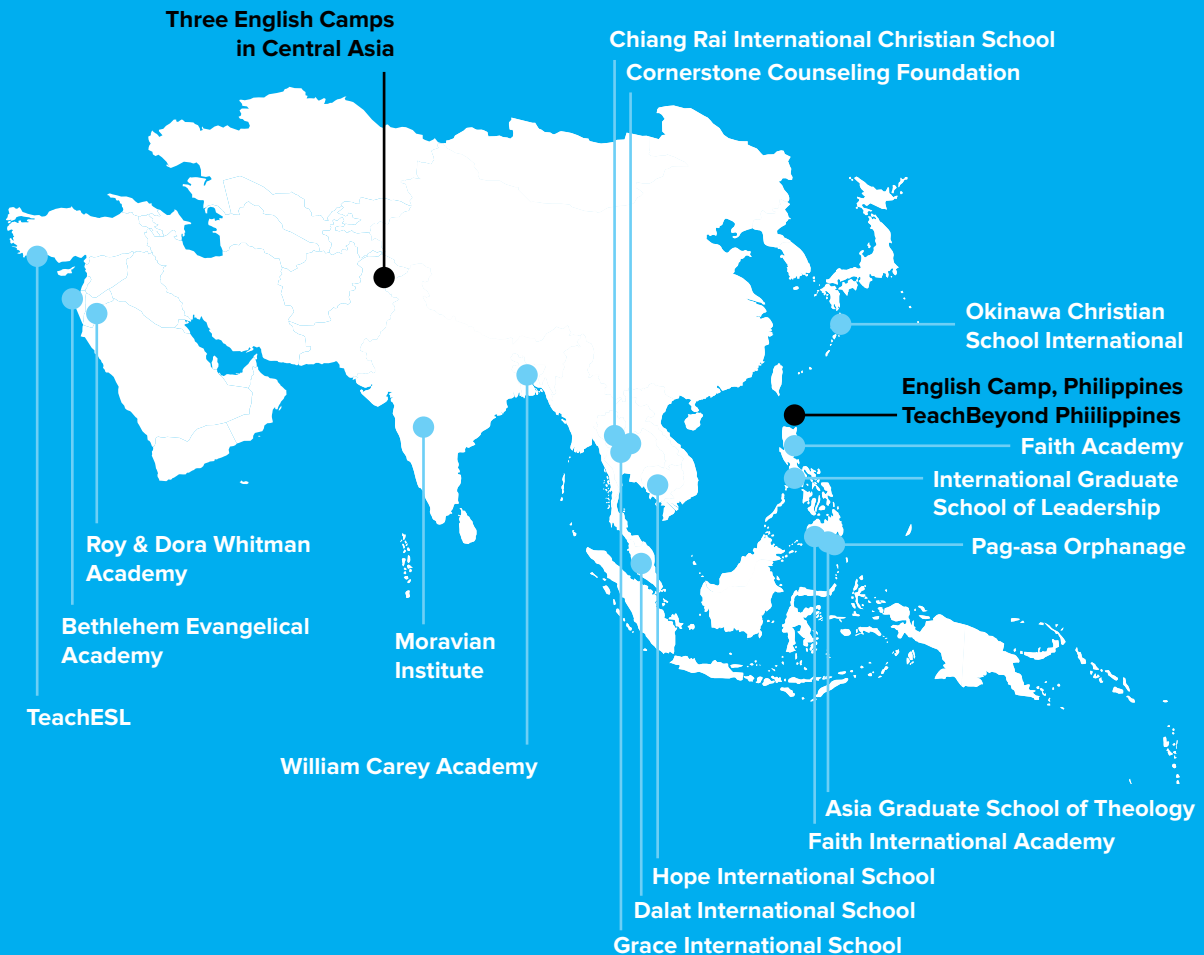 Three English Camps
in Central Asia
Chiang Rai International Christian School
Cornerstone Counseling Foundation
Okinawa Christian
School International
English Camp, Philippines
TeachBeyond Phiilippines
Faith Academy
International Graduate
School of Leadership
Pag-asa Orphanage
Roy & Dora Whitman
Academy
Bethlehem Evangelical
Academy
Moravian
Institute
TeachESL
William Carey Academy
Asia Graduate School of Theology
Faith International Academy
Hope International School
Dalat International School
Grace International School